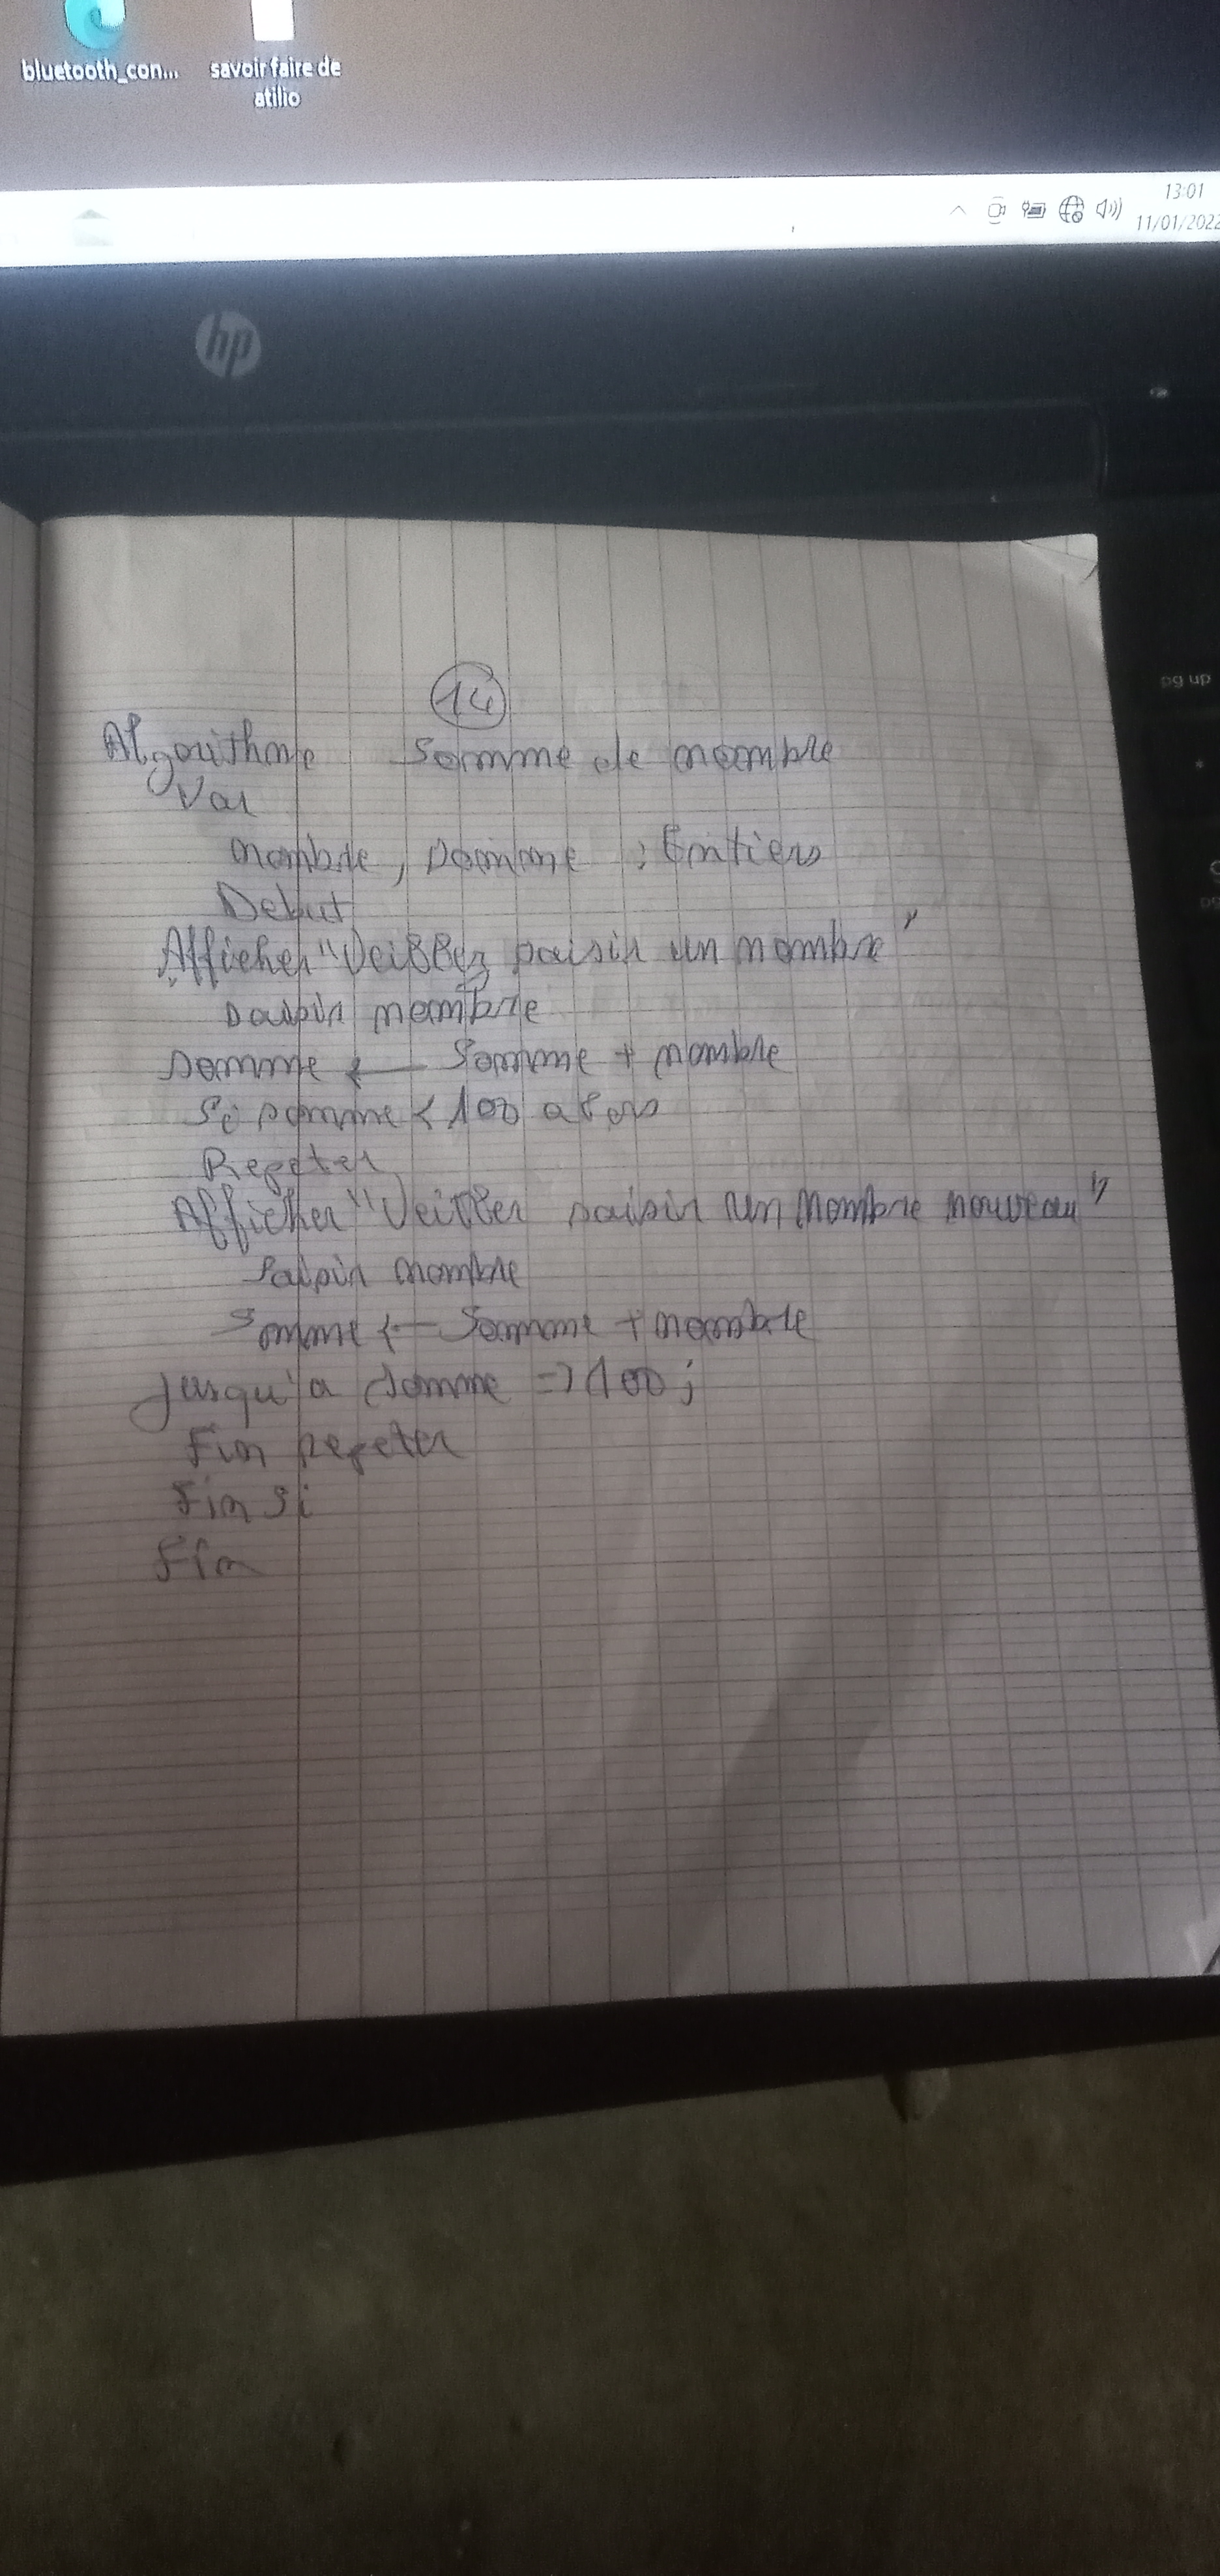 bluetooth_con... savoir faire de
atilio
13:01
11/01/2022
hp
pg up
14
Algorithme Somme de nombre
Var
nombre, somme : Entiers
Debut
Afficher "Veillez saisir un nombre"
saisir nombre
somme ← Somme + nombre
Si somme < 100 alors
Repeter
Afficher "Veiller saisir un nombre nouveau"
Saisir nombre
Somme ← Somme + nombre
jusqu'a somme => 100;
Fin repeter
Fin si
Fin